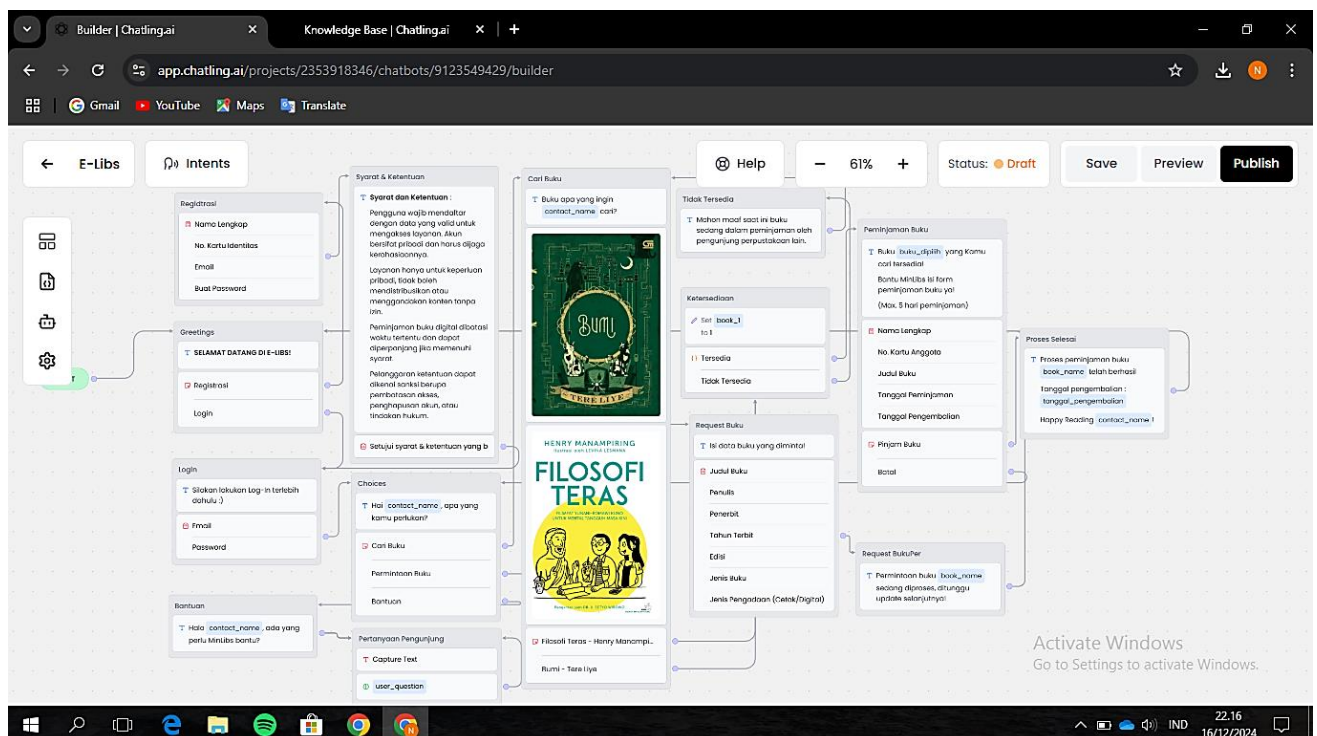 Builder | Chatling.ai
Knowledge Base | Chatling.ai
app.chatling.ai/projects/2353918346/chatbots/9123549429/builder
Gmail
YouTube
Maps
Translate
E-Libs
Intents
Help
61%
Status: Draft
Save
Preview
Publish
Regidtrasi
Nama Lengkap
No. Kartu Identitas
Email
Buat Password
Greetings
SELAMAT DATANG DI E-LIBS!
Registrasi
Login
Login
Silakan lakukan Log-In terlebih
dahulu :)
Email
Password
Bantuan
Halo contact_name , ada yang
perlu MinLibs bantu?
Syarat & Ketentuan
Syarat dan Ketentuan :
Pengguna wajib mendaftar
dengan data yang valid untuk
mengakses layanan. Akun
bersifat pribadi dan harus dijaga
kerahasiaannya.
Layanan hanya untuk keperluan
pribadi, tidak boleh
mendistribusikan atau
menggandakan konten tanpa
izin.
Peminjaman buku digital dibatasi
waktu tertentu dan dapat
diperpanjang jika memenuhi
syarat.
Pelanggaran ketentuan dapat
dikenai sanksi berupa
pembatasan akses,
penghapusan akun, atau
tindakan hukum.
Setujui syarat & ketentuan yang b
Choices
Hai contact_name , apa yang
kamu perlukan?
Cari Buku
Permintaan Buku
Bantuan
Pertanyaan Pengunjung
Capture Text
user_question
Cari Buku
Buku apa yang ingin
contact_name cari?
BUMI
TERE LIYE
HENRY MANAMPIRING
FILOSOFI
TERAS
Filosofi Teras - Henry Manampi..
Bumi - Tere Liye
Tidak Tersedia
Mohon maaf saat ini buku
sedang dalam peminjaman oleh
pengunjung perpustakaan lain.
Ketersediaan
Set book_1
to 1
Tersedia
Tidak Tersedia
Request Buku
Isi data buku yang diminta!
Judul Buku
Penulis
Penerbit
Tahun Terbit
Edisi
Jenis Buku
Jenis Pengadaan (Cetak/Digital)
Peminjaman Buku
Buku buku_dipilih yang Kamu
cari tersedia!
Bantu MinLibs isi form
peminjaman buku ya!
(Max. 5 hari peminjaman)
Nama Lengkap
No. Kartu Anggota
Judul Buku
Tanggal Peminjaman
Tanggal Pengembalian
Pinjam Buku
Batal
Request BukuPer
Permintaan buku book_name
sedang diproses, ditunggu
update selanjutnya!
Proses Selesai
Proses peminjaman buku
book_name telah berhasil
Tanggal pengembalian :
tanggal_pengembalian
Happy Reading contact_name !
Activate Windows
Go to Settings to activate Windows.
IND
22.16
16/12/2024